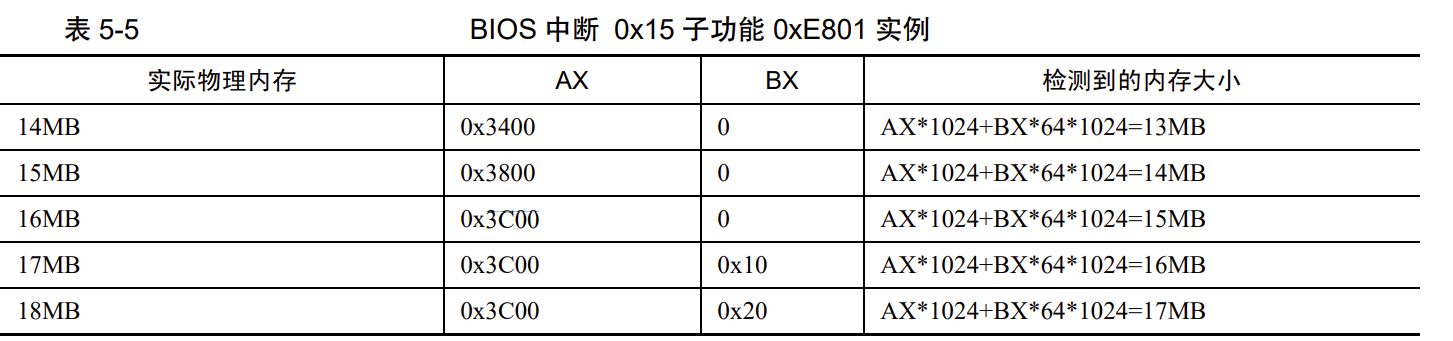 表 5-5 BIOS 中断 0x15 子功能 0xE801 实例
实际物理内存 AX BX 检测到的内存大小
14MB 0x3400 0 AX*1024+BX*64*1024=13MB
15MB 0x3800 0 AX*1024+BX*64*1024=14MB
16MB 0x3C00 0 AX*1024+BX*64*1024=15MB
17MB 0x3C00 0x10 AX*1024+BX*64*1024=16MB
18MB 0x3C00 0x20 AX*1024+BX*64*1024=17MB